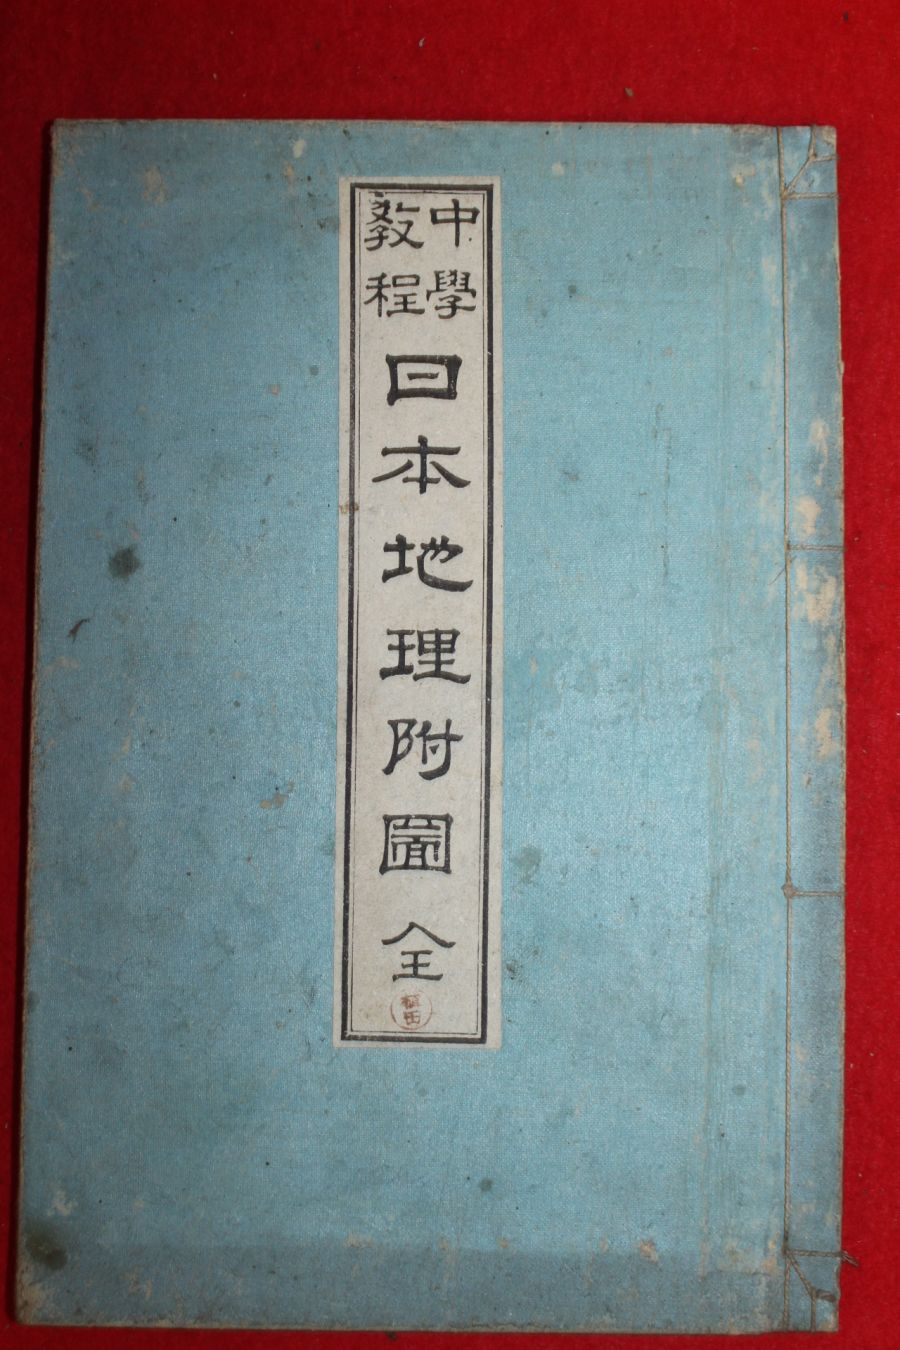 中學
教程
日本地理附圖 全